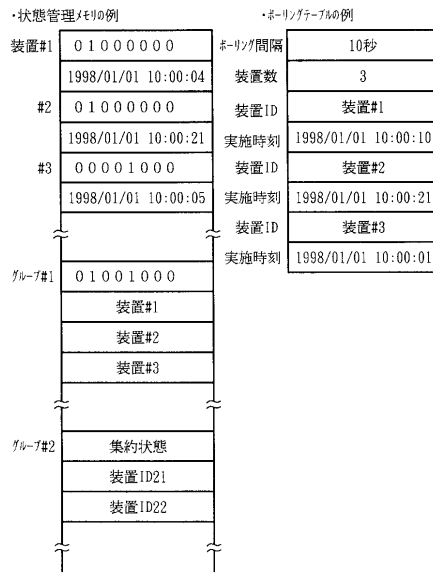 ・状態管理メモリの例
装置#1
01000000
1998/01/01 10:00:04
#2
01000000
1998/01/01 10:00:21
#3
00001000
1998/01/01 10:00:05
グループ#1
01001000
装置#1
装置#2
装置#3
グループ#2
集約状態
装置ID21
装置ID22
・ポーリングテーブルの例
ポーリング間隔
10秒
装置数
3
装置ID
装置#1
実施時刻
1998/01/01 10:00:10
装置ID
装置#2
実施時刻
1998/01/01 10:00:21
装置ID
装置#3
実施時刻
1998/01/01 10:00:01